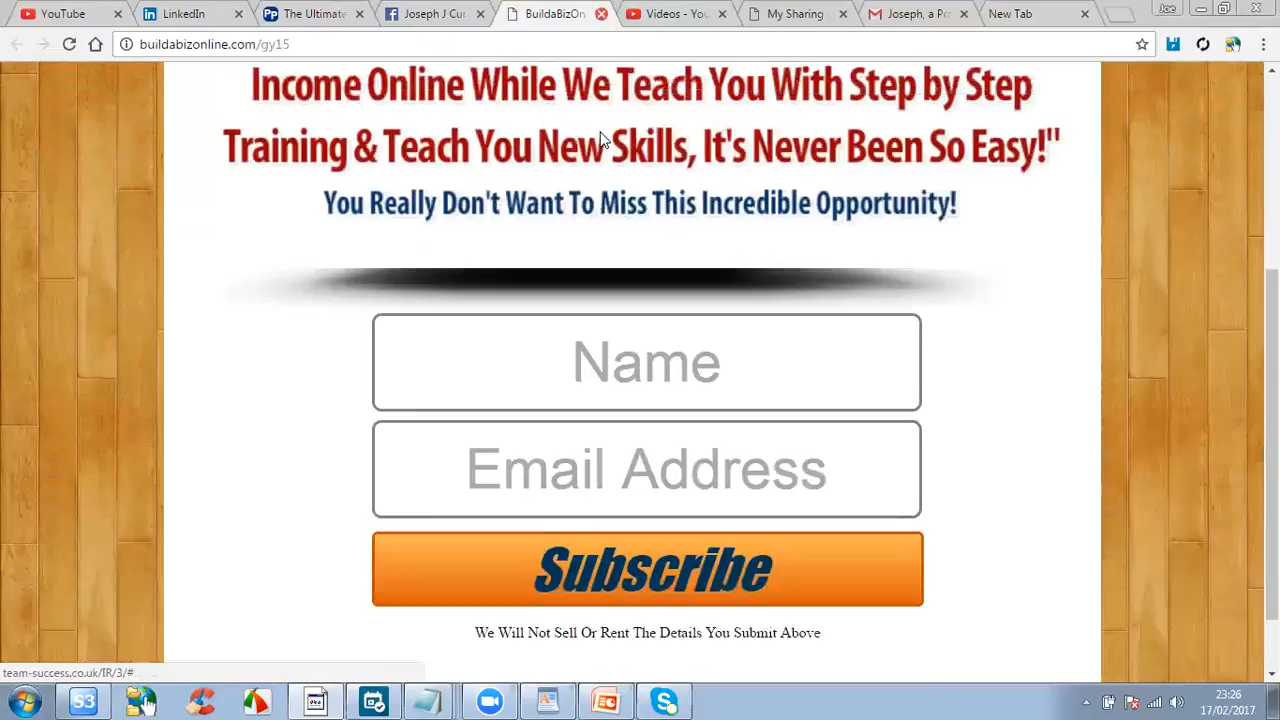 YouTube
LinkedIn
The Ultimate
Joseph J Cu
BuildaBizOn
Videos - Yo
My Sharing
Joseph, a Pr
New Tab
Joe
buildabizonline.com/gy15
Income Online While We Teach You With Step by Step
Training & Teach You New Skills, It's Never Been So Easy!"
You Really Don't Want To Miss This Incredible Opportunity!
Name
Email Address
Subscribe
We Will Not Sell Or Rent The Details You Submit Above
team-success.co.uk/IR/3/#
S3
23:26
17/02/2017